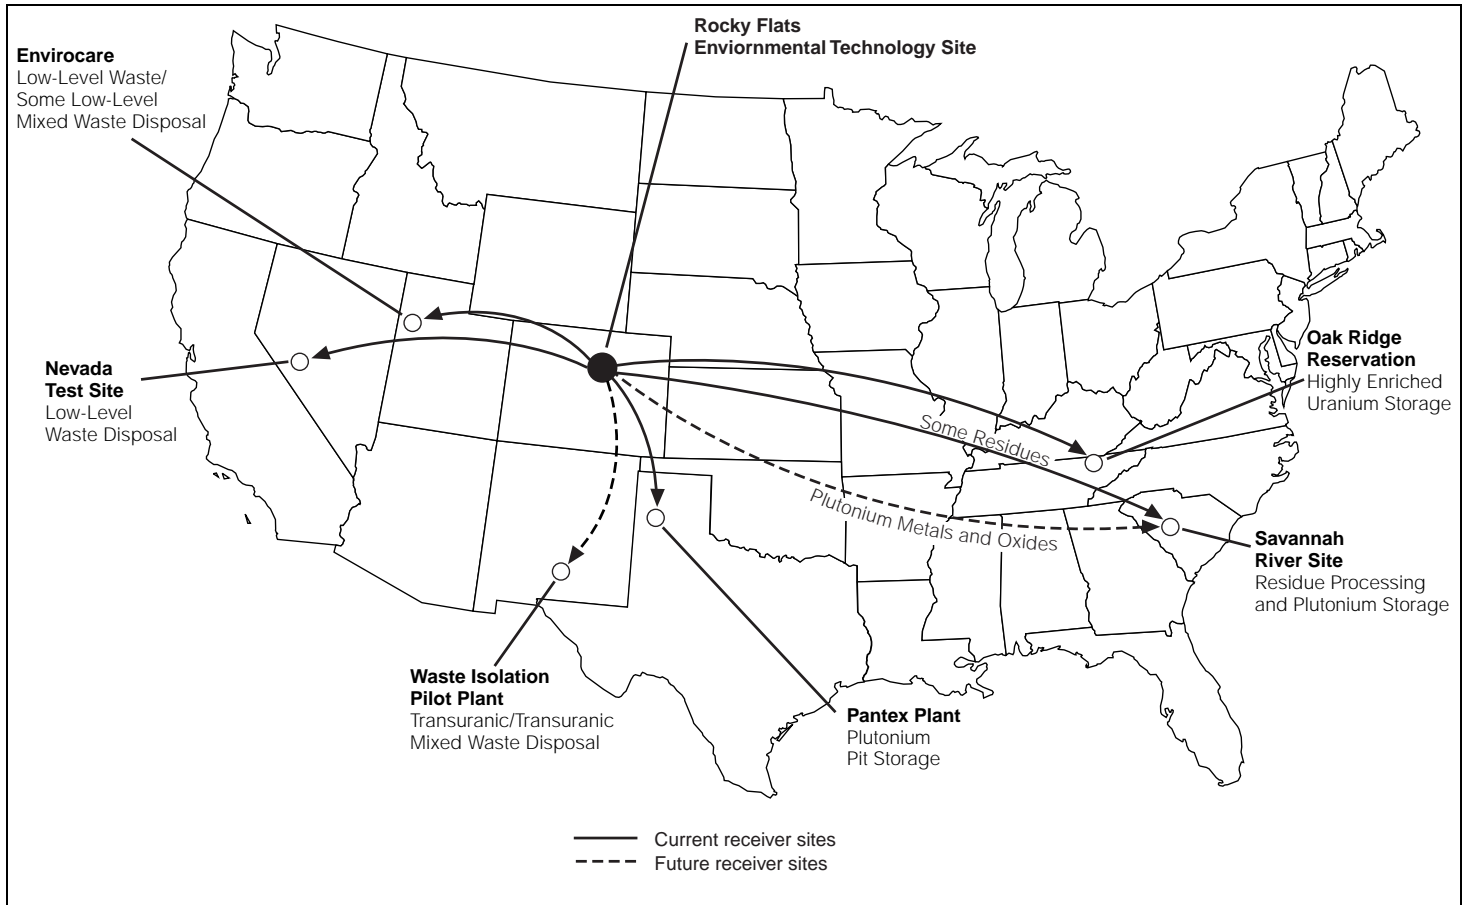 Rocky Flats
Enviornmental Technology Site
Envirocare
Low-Level Waste/
Some Low-Level
Mixed Waste Disposal
Nevada
Test Site
Low-Level
Waste Disposal
Oak Ridge
Reservation
Highly Enriched
Uranium Storage
Some Residues
Plutonium Metals and Oxides
Savannah
River Site
Residue Processing
and Plutonium Storage
Waste Isolation
Pilot Plant
Transuranic/Transuranic
Mixed Waste Disposal
Pantex Plant
Plutonium
Pit Storage
Current receiver sites
Future receiver sites